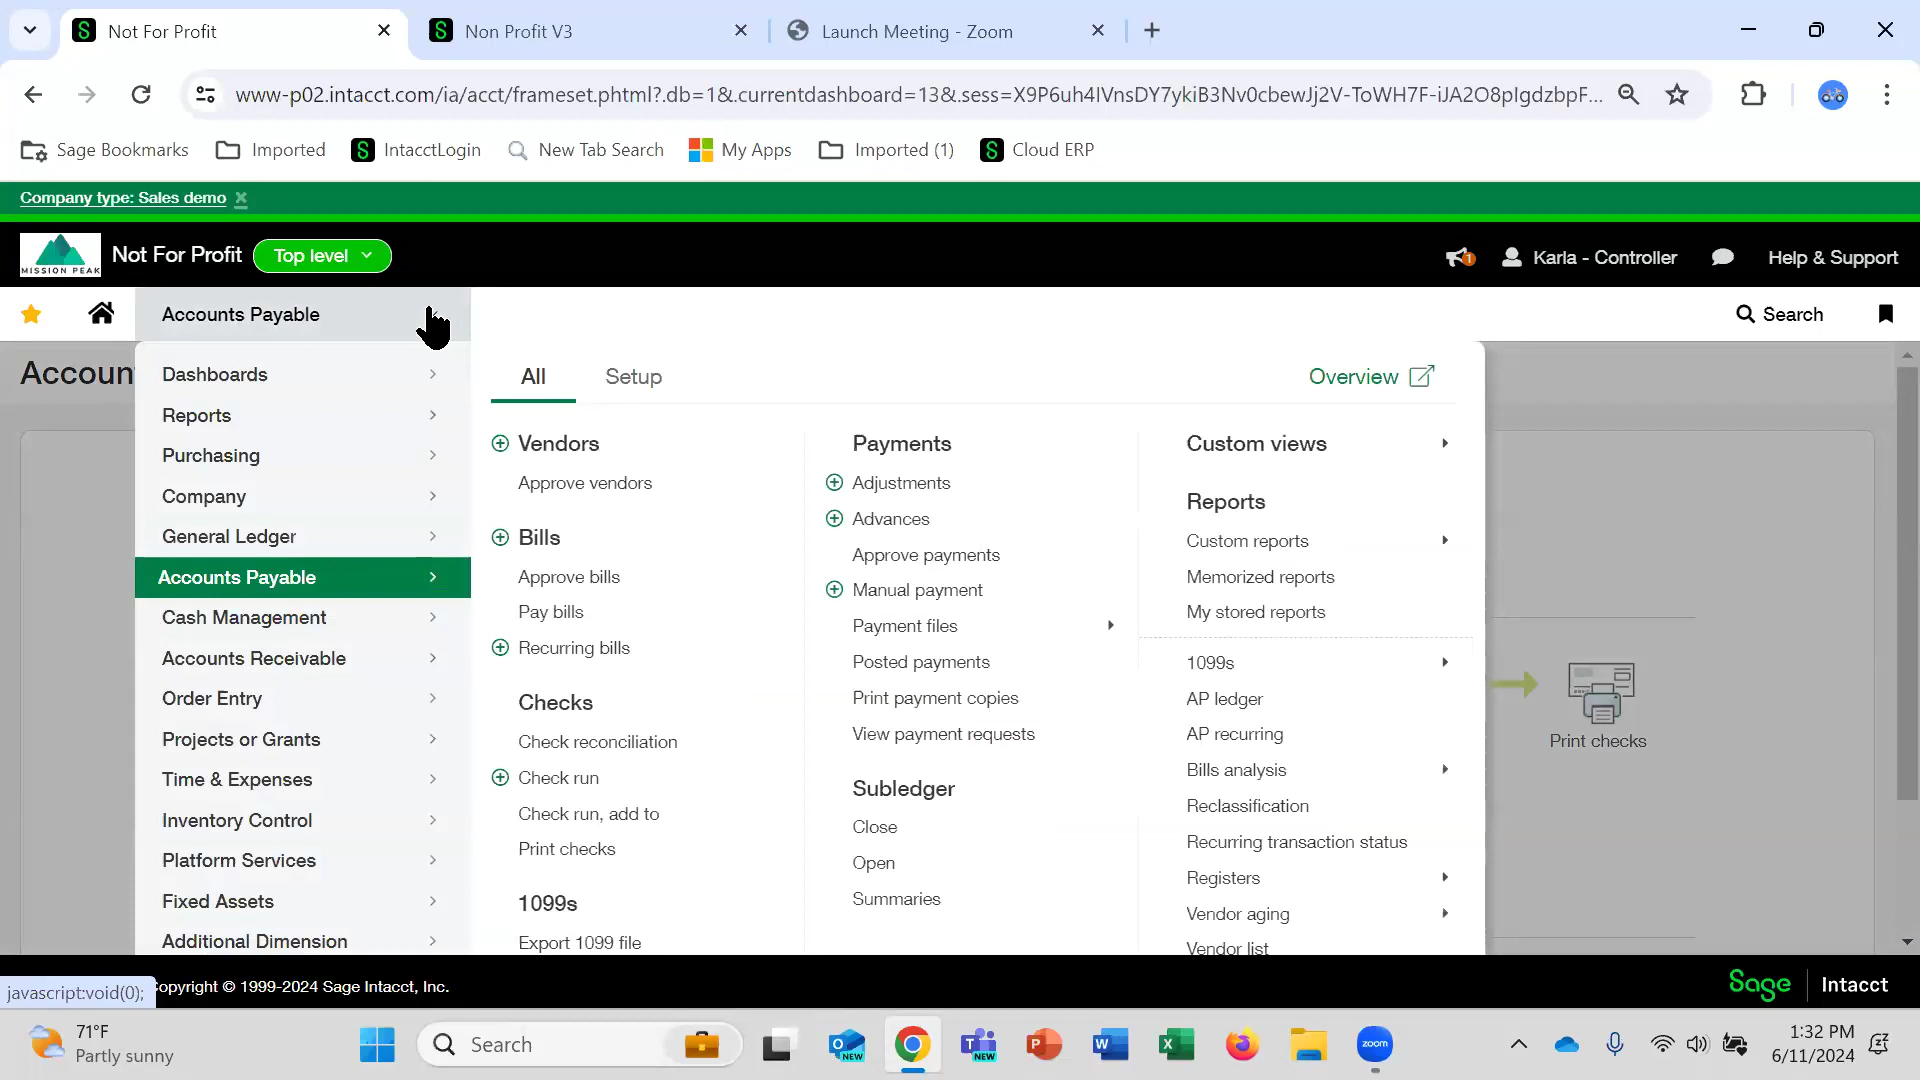 Not For Profit
Non Profit V3
Launch Meeting - Zoom
www-p02.intacct.com/ia/acct/frameset.phtml?.db=1&.currentdashboard=13&.sess=X9P6uh4IVnsDY7ykiB3Nv0cbewJj2V-ToWH7F-iJA2O8pIgdzbpF...
Sage Bookmarks
Imported
IntacctLogin
New Tab Search
My Apps
Imported (1)
Cloud ERP
Company type: Sales demo
MISSION PEAK
Not For Profit
Top level
1
Karla - Controller
Help & Support
Accounts Payable
Search
Accoun
Dashboards
Reports
Purchasing
Company
General Ledger
Accounts Payable
Cash Management
Accounts Receivable
Order Entry
Projects or Grants
Time & Expenses
Inventory Control
Platform Services
Fixed Assets
Additional Dimension
All
Setup
Overview
Vendors
Approve vendors
Bills
Approve bills
Pay bills
Recurring bills
Checks
Check reconciliation
Check run
Check run, add to
Print checks
1099s
Export 1099 file
Payments
Adjustments
Advances
Approve payments
Manual payment
Payment files
Posted payments
Print payment copies
View payment requests
Subledger
Close
Open
Summaries
Custom views
Reports
Custom reports
Memorized reports
My stored reports
1099s
AP ledger
AP recurring
Bills analysis
Reclassification
Recurring transaction status
Registers
Vendor aging
Vendor list
Print checks
javascript:void(0);
opyright © 1999-2024 Sage Intacct, Inc.
Sage
Intacct
71°F
Partly sunny
Search
NEW
NEW
zoom
1:32 PM
6/11/2024